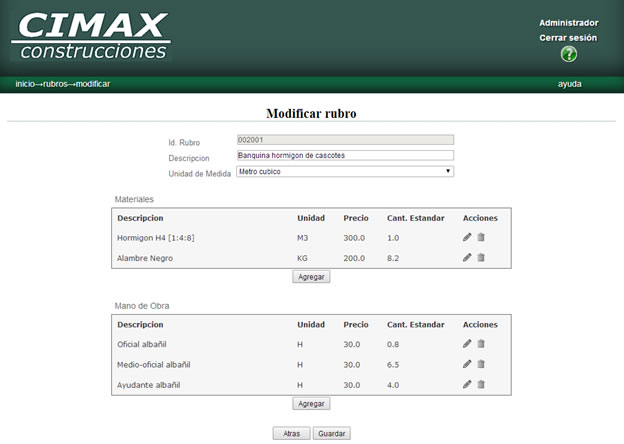 CIMAX
construcciones
Administrador
Cerrar sesión
?
inicio→rubros→modificar
ayuda
Modificar rubro
Id. Rubro 002001
Descripcion Banquina hormigon de cascotes
Unidad de Medida Metro cubico
Materiales
Descripcion Unidad Precio Cant. Estandar Acciones
Hormigon H4 [1:4:8] M3 300.0 1.0
Alambre Negro KG 200.0 8.2
Agregar
Mano de Obra
Descripcion Unidad Precio Cant. Estandar Acciones
Oficial albañil H 30.0 0.8
Medio-oficial albañil H 30.0 6.5
Ayudante albañil H 30.0 4.0
Agregar
Atras Guardar